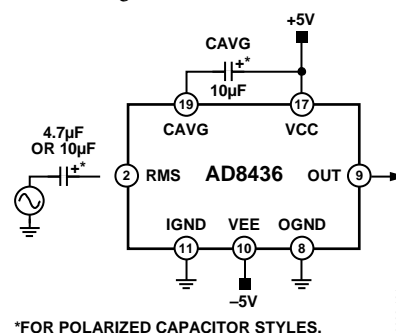 +5V
CAVG
+*
10µF
19
17
CAVG
VCC
4.7µF
OR 10µF
+*
2
RMS
AD8436
OUT
9
IGND
VEE
OGND
11
10
8
–5V
*FOR POLARIZED CAPACITOR STYLES.